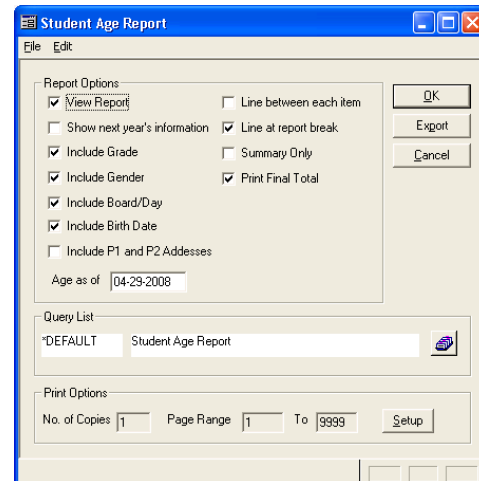 Student Age Report
File Edit
Report Options
View Report
Line between each item
OK
Show next year's information
Line at report break
Export
Include Grade
Summary Only
Cancel
Include Gender
Print Final Total
Include Board/Day
Include Birth Date
Include P1 and P2 Addesses
Age as of 04-29-2008
Query List
*DEFAULT Student Age Report
Print Options
No. of Copies 1 Page Range 1 To 9999 Setup